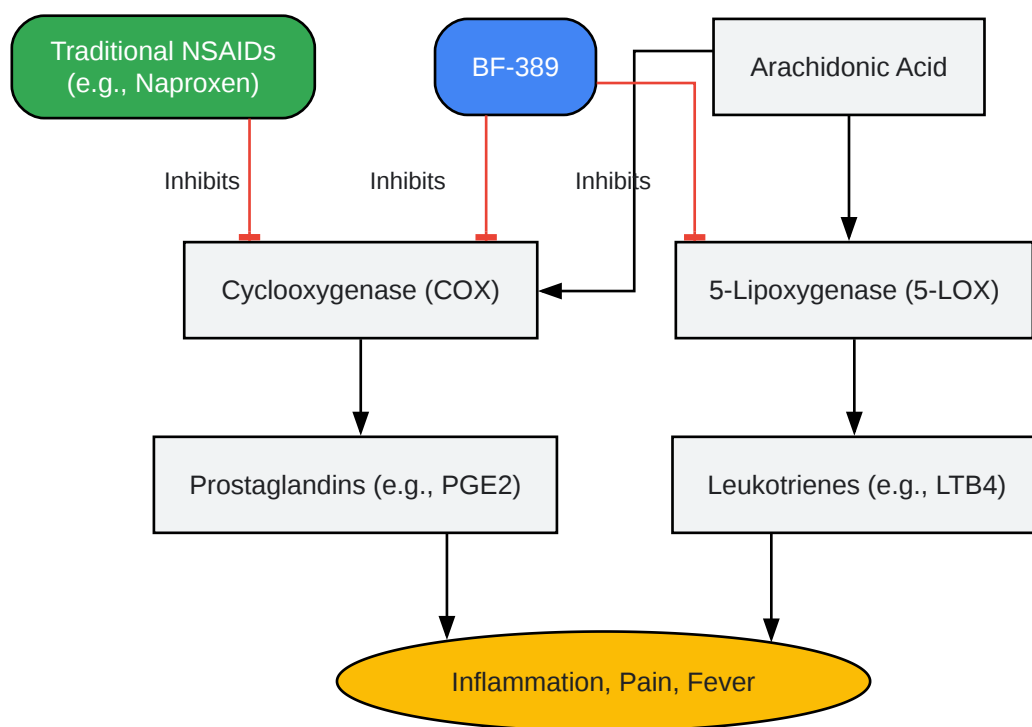 Traditional NSAIDs
(e.g., Naproxen)
BF-389
Arachidonic Acid
Inhibits
Inhibits
Inhibits
Cyclooxygenase (COX)
5-Lipoxygenase (5-LOX)
Prostaglandins (e.g., PGE2)
Leukotrienes (e.g., LTB4)
Inflammation, Pain, Fever